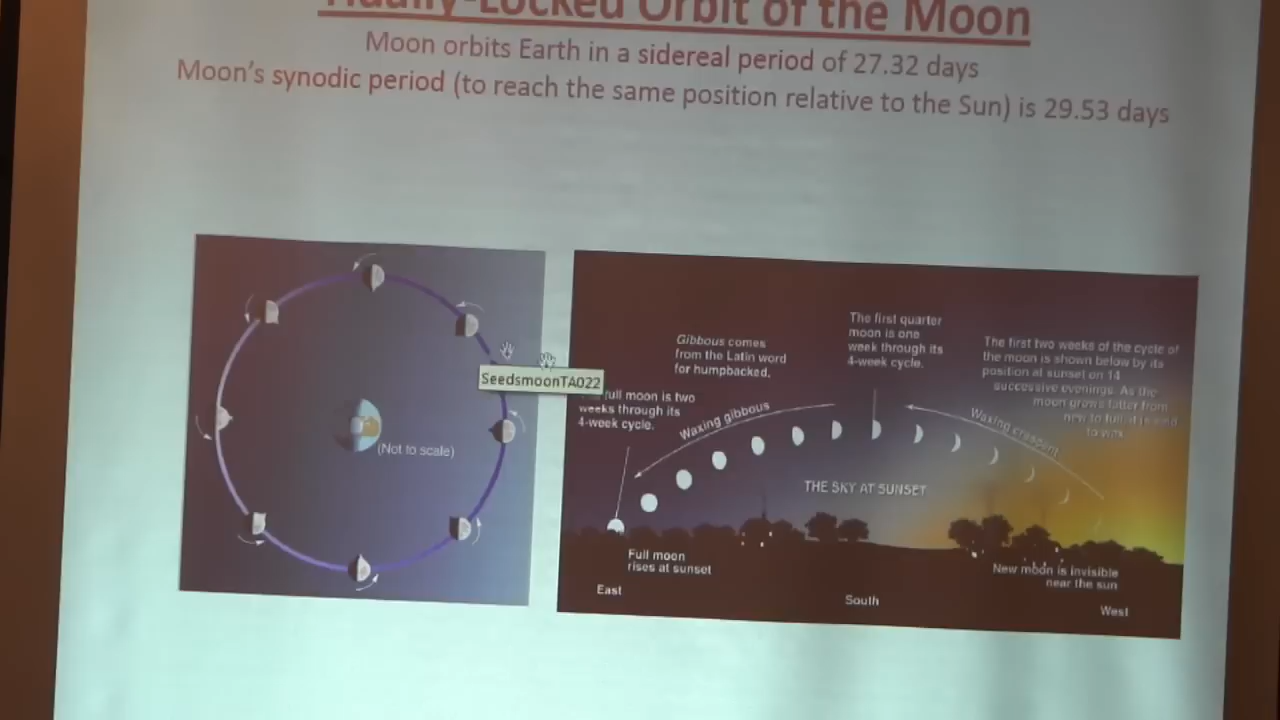 Tidally-Locked Orbit of the Moon
Moon orbits Earth in a sidereal period of 27.32 days
Moon's synodic period (to reach the same position relative to the Sun) is 29.53 days
(Not to scale)
SeedsmoonTA022
full moon is two
weeks through its
4-week cycle.
Gibbous comes
from the Latin word
for humpbacked.
The first quarter
moon is one
week through its
4-week cycle.
The first two weeks of the cycle of
the moon is shown below by its
position at sunset on 14
successive evenings. As the
moon grows fatter from
new to full, it is said
to wax.
Waxing gibbous
Waxing crescent
THE SKY AT SUNSET
Full moon
rises at sunset
New moon is invisible
near the sun
East
South
West